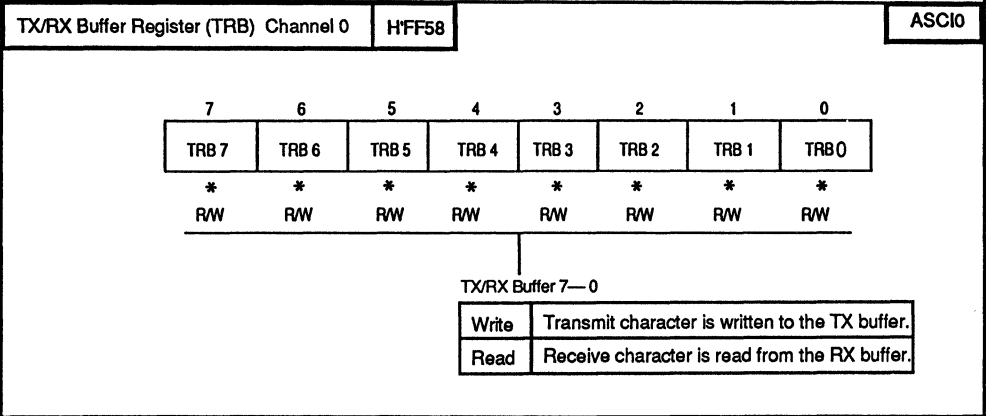 TX/RX Buffer Register (TRB) Channel 0 H'FF58 ASCI0
7 6 5 4 3 2 1 0
TRB 7 TRB 6 TRB 5 TRB 4 TRB 3 TRB 2 TRB 1 TRB 0
* * * * * * * *
R/W R/W R/W R/W R/W R/W R/W R/W
TX/RX Buffer 7— 0
Write Transmit character is written to the TX buffer.
Read Receive character is read from the RX buffer.